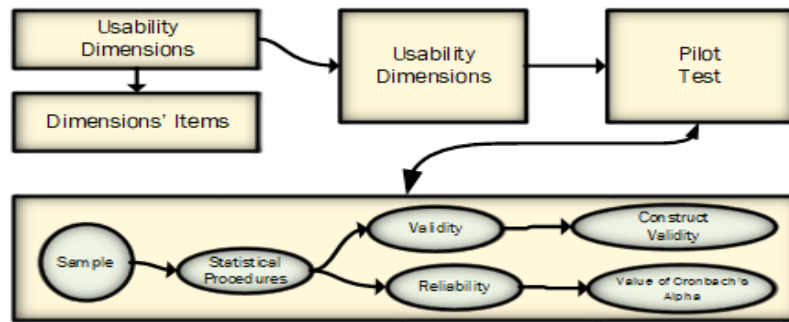 Usability
Dimensions
Dimensions' Items
Usability
Dimensions
Pilot
Test
Sample
Statistical
Procedures
Validity
Construct
Validity
Reliability
Value of Cronbach's
Alpha